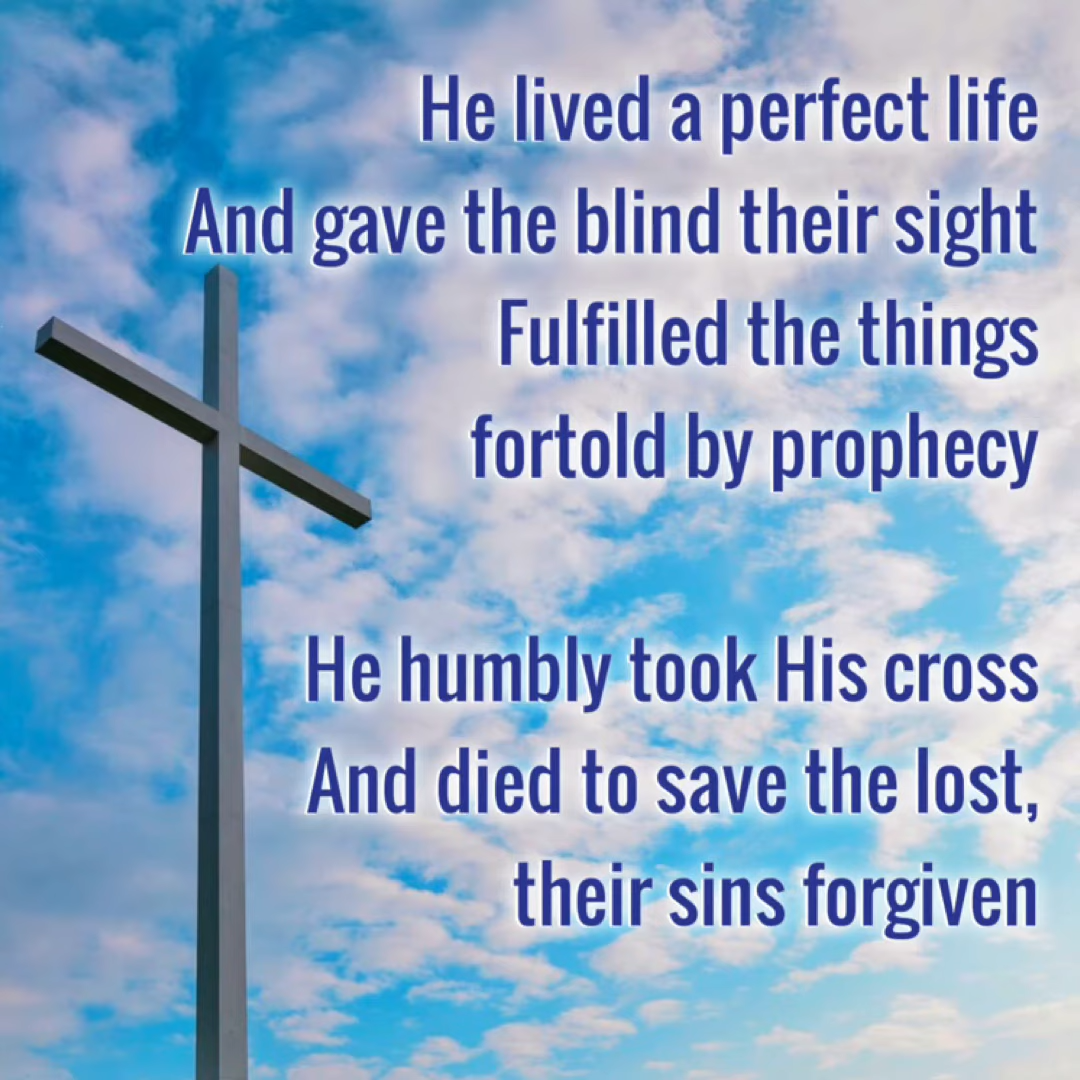 He lived a perfect life
And gave the blind their sight
Fulfilled the things
fortold by prophecy
He humbly took His cross
And died to save the lost,
their sins forgiven